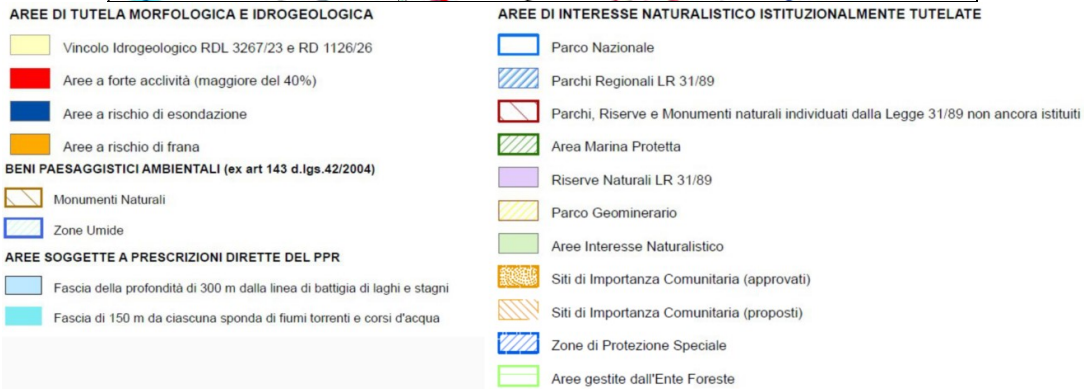 AREE DI TUTELA MORFOLOGICA E IDROGEOLOGICA
Vincolo Idrogeologico RDL 3267/23 e RD 1126/26
Aree a forte acclività (maggiore del 40%)
Aree a rischio di esondazione
Aree a rischio di frana
BENI PAESAGGISTICI AMBIENTALI (ex art 143 d.lgs.42/2004)
Monumenti Naturali
Zone Umide
AREE SOGGETTE A PRESCRIZIONI DIRETTE DEL PPR
Fascia della profondità di 300 m dalla linea di battigia di laghi e stagni
Fascia di 150 m da ciascuna sponda di fiumi torrenti e corsi d'acqua
AREE DI INTERESSE NATURALISTICO ISTITUZIONALMENTE TUTELATE
Parco Nazionale
Parchi Regionali LR 31/89
Parchi, Riserve e Monumenti naturali individuati dalla Legge 31/89 non ancora istituiti
Area Marina Protetta
Riserve Naturali LR 31/89
Parco Geominerario
Aree Interesse Naturalistico
Siti di Importanza Comunitaria (approvati)
Siti di Importanza Comunitaria (proposti)
Zone di Protezione Speciale
Aree gestite dall'Ente Foreste